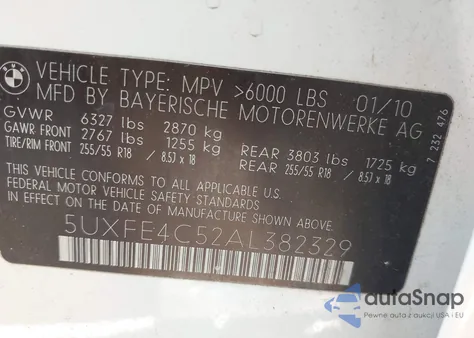 BMW
VEHICLE TYPE: MPV >6000 LBS 01/10
MFD BY BAYERISCHE MOTORENWERKE AG
GVWR 6327 lbs 2870 kg
GAWR FRONT 2767 lbs 1255 kg REAR 3803 lbs 1725 kg
TIRE/RIM FRONT 255/55 R18 / 8.5J x 18 REAR 255/55 R18 / 8.5J x 18
THIS VEHICLE CONFORMS TO ALL APPLICABLE U.S.
FEDERAL MOTOR VEHICLE SAFETY STANDARDS
IN EFFECT ON THE DATE OF MANUFACTURE SHOWN ABOVE.
5UXFE4C52AL382329
7 232 476
autaSnap
Pewne auta z aukcji USA i EU